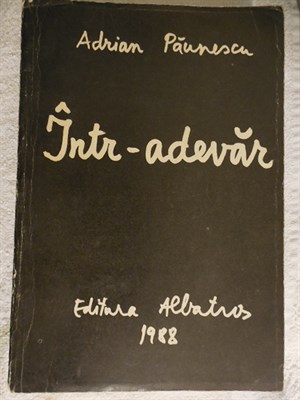 Adrian Păunescu
Într-adevăr
Editura Albatros
1988